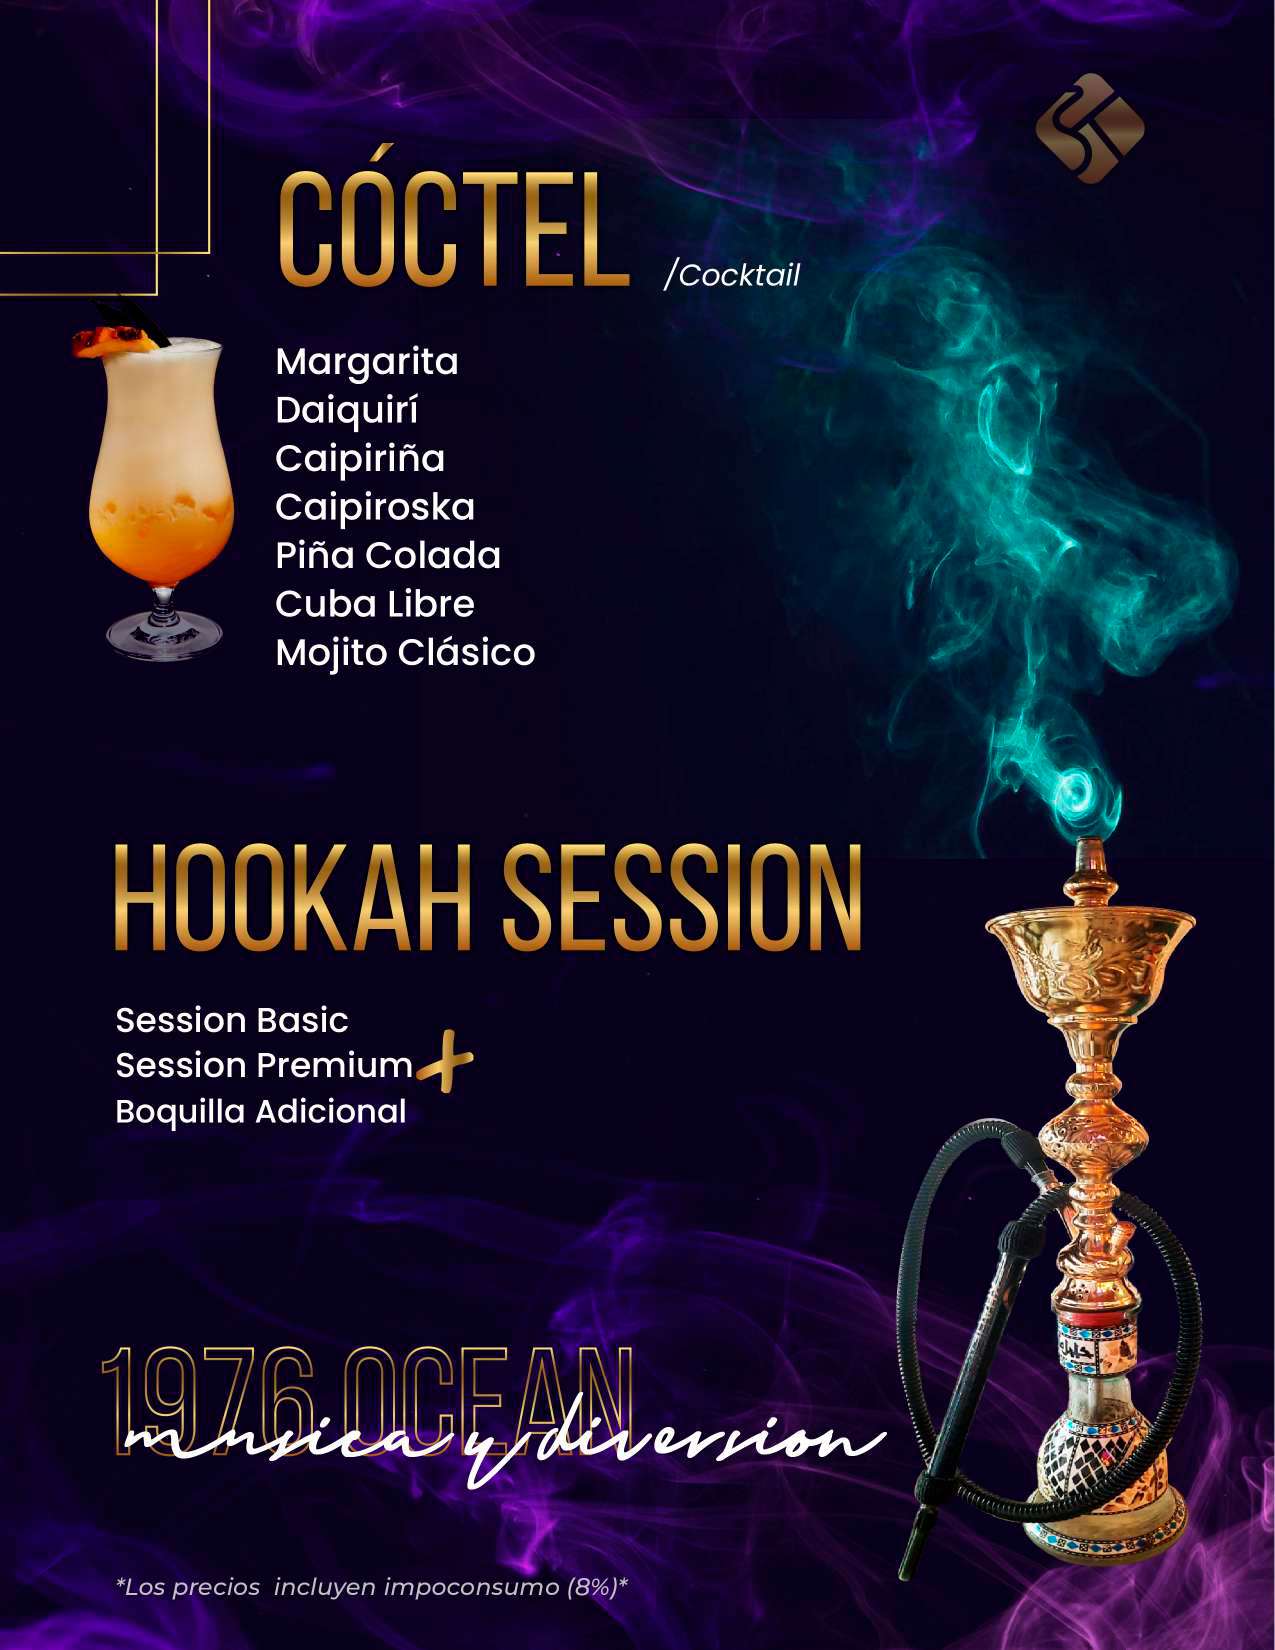 CÓCTEL /Cocktail
Margarita
Daiquirí
Caipiriña
Caipiroska
Piña Colada
Cuba Libre
Mojito Clásico
HOOKAH SESSION
Session Basic
Session Premium+
Boquilla Adicional
1976 OCEAN
musica y diversion
*Los precios incluyen impoconsumo (8%)*